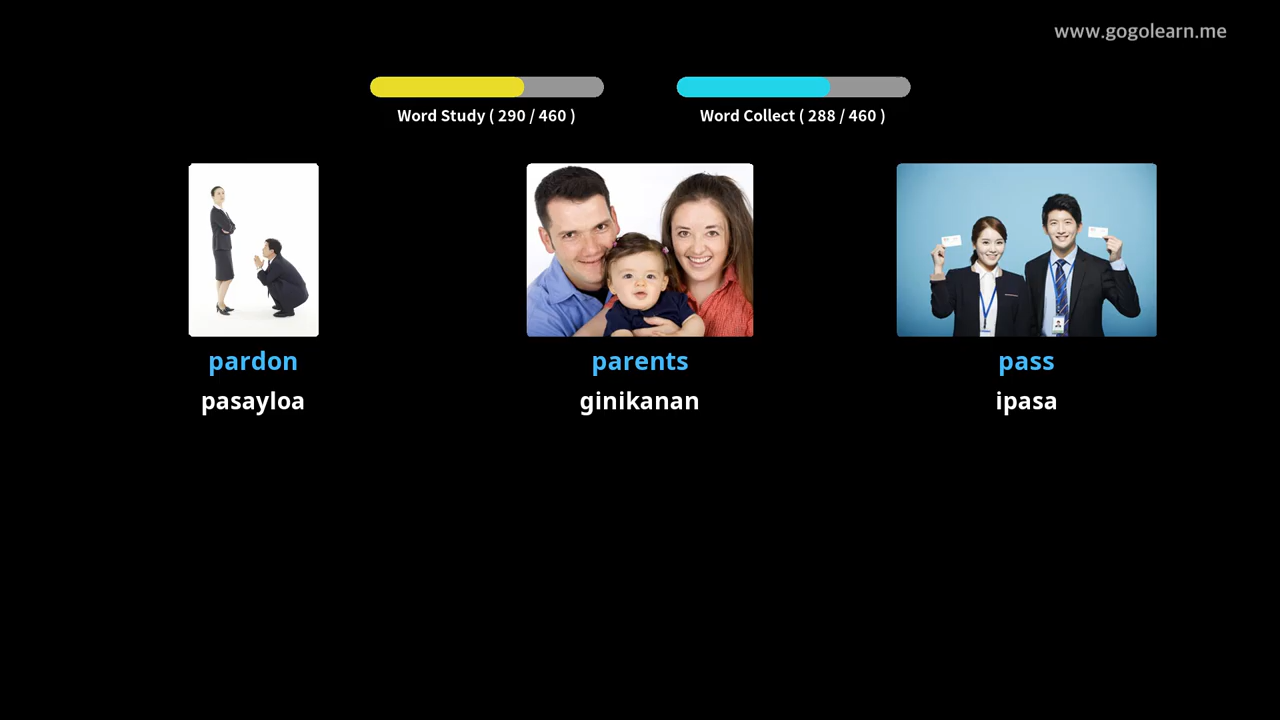 www.gogolearn.me
Word Study ( 290 / 460 )
Word Collect ( 288 / 460 )
pardon
pasayloa
parents
ginikanan
pass
ipasa